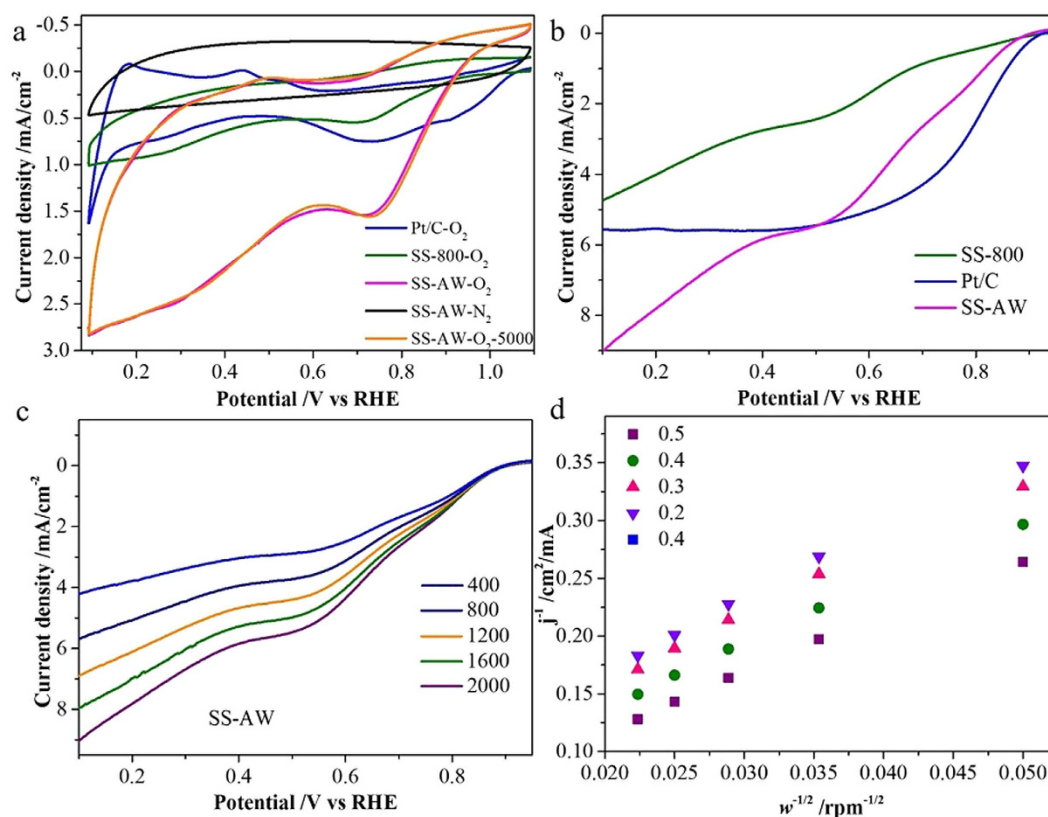 a
-0.5
0.0
0.5
1.0
1.5
2.0
2.5
3.0
Current density /mA/cm⁻²
Pt/C-O₂
SS-800-O₂
SS-AW-O₂
SS-AW-N₂
SS-AW-O₂-5000
0.2 0.4 0.6 0.8 1.0
Potential /V vs RHE
b
0
2
4
6
8
Current density /mA/cm⁻²
SS-800
Pt/C
SS-AW
0.2 0.4 0.6 0.8
Potential /V vs RHE
c
0
2
4
6
8
Current density /mA/cm⁻²
400
800
1200
1600
2000
SS-AW
0.2 0.4 0.6 0.8
Potential /V vs RHE
d
0.5
0.4
0.3
0.2
0.4
0.35
0.30
0.25
0.20
0.15
0.10
j⁻¹ /cm²/mA
0.020 0.025 0.030 0.035 0.040 0.045 0.050
w⁻¹/² /rpm⁻¹/²